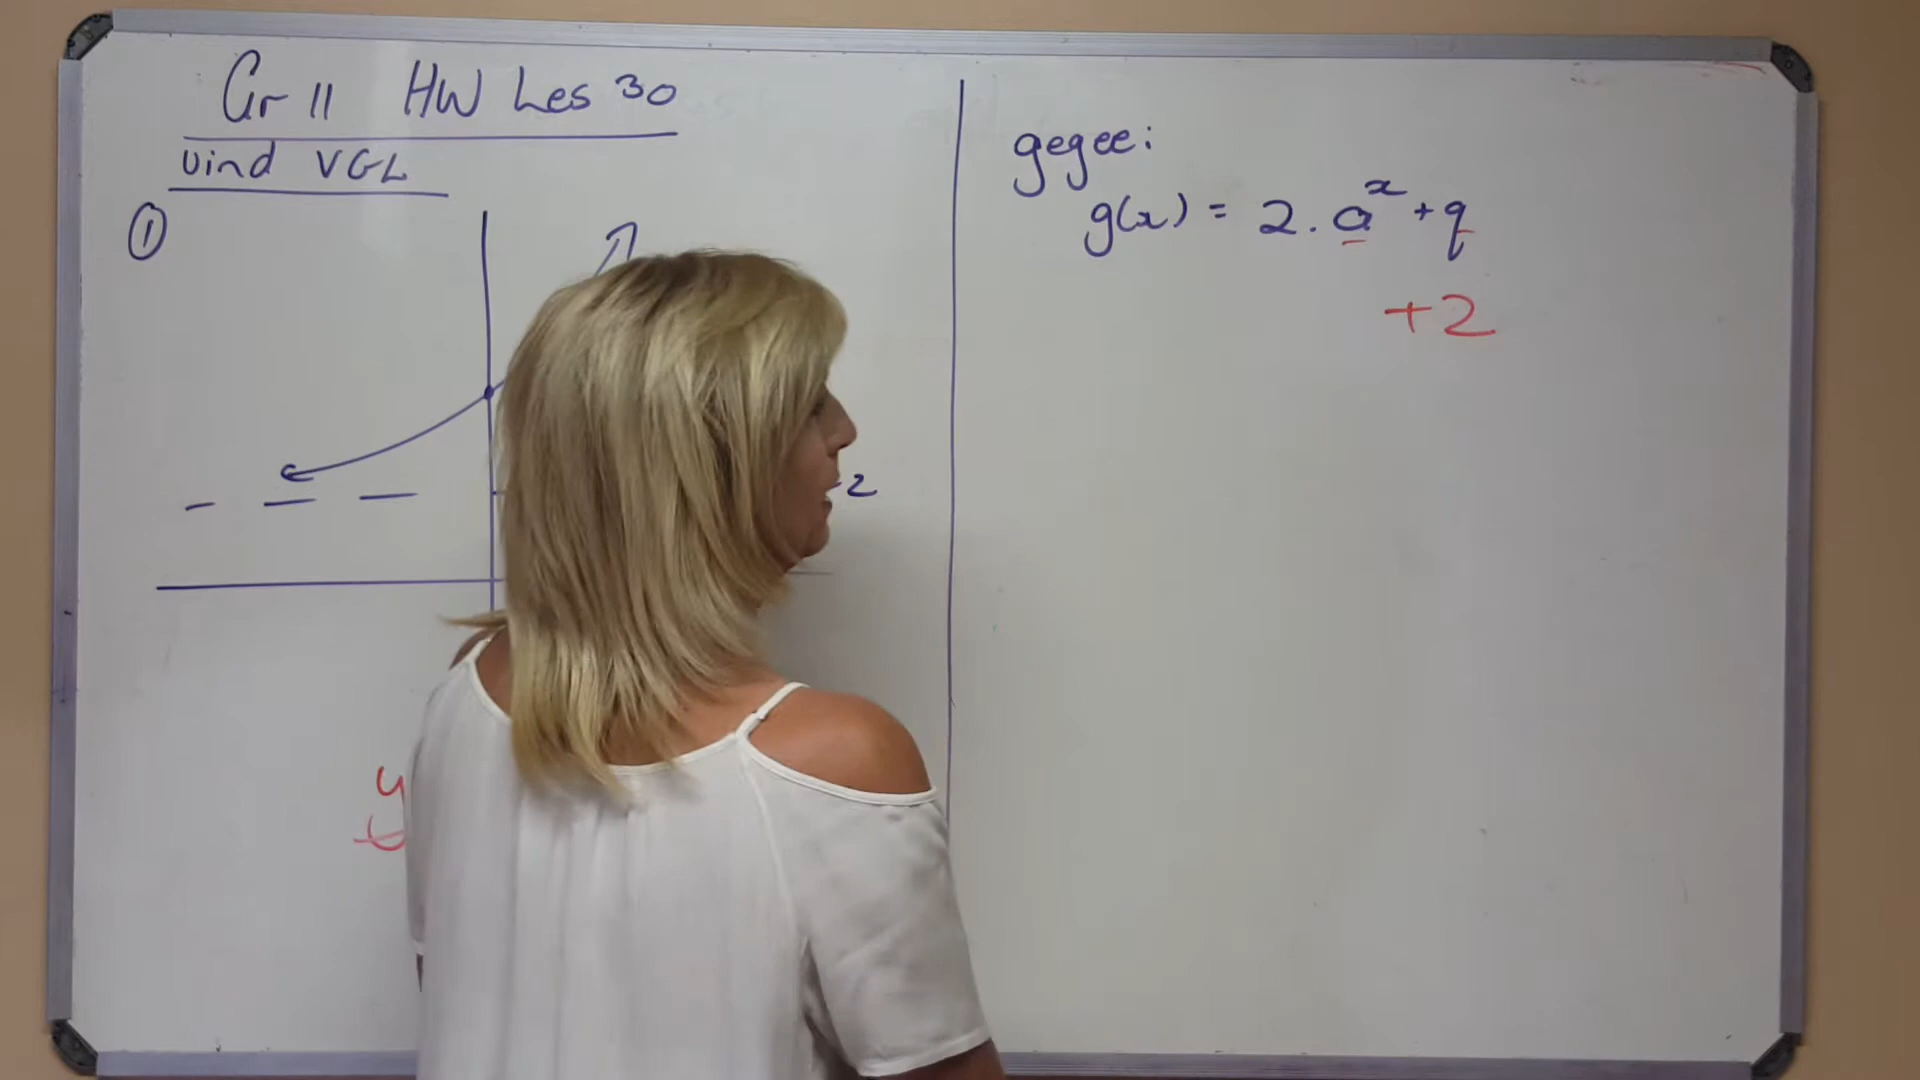 Gr 11 HW Les 30
Vind VGL
①
2
y
gegee:
g(x) = 2.a^x + q
+2